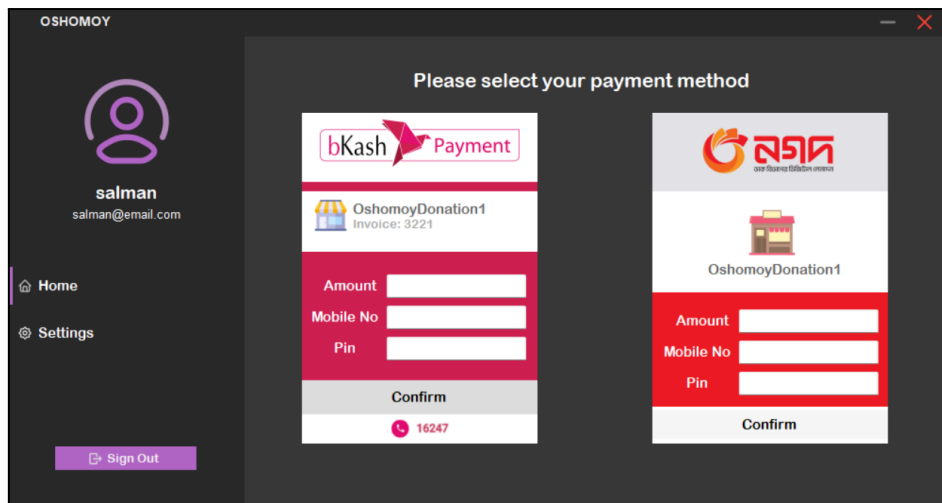 OSHOMOY
salman
salman@email.com
Home
Settings
Sign Out
Please select your payment method
bKash Payment
OshomoyDonation1
Invoice: 3221
Amount
Mobile No
Pin
Confirm
16247
নগদ
ডাক বিভাগের ডিজিটাল লেনদেন
OshomoyDonation1
Amount
Mobile No
Pin
Confirm